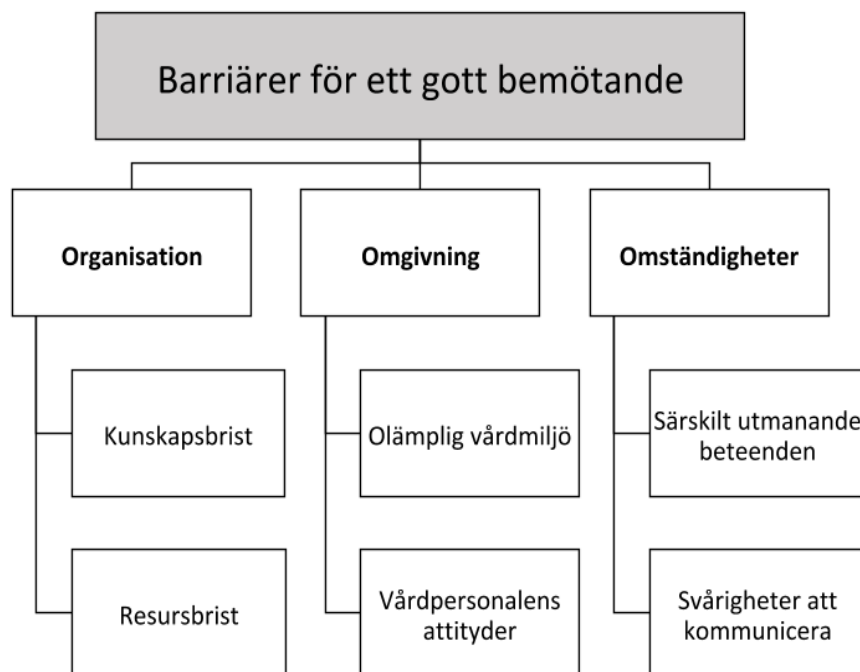 Barriärer för ett gott bemötande
Organisation
Omgivning
Omständigheter
Kunskapsbrist
Olämplig vårdmiljö
Särskilt utmanande
beteenden
Resursbrist
Vårdpersonalens
attityder
Svårigheter att
kommunicera